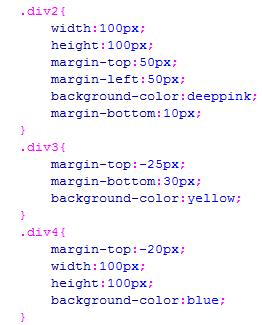 .div2{
width:100px;
height:100px;
margin-top:50px;
margin-left:50px;
background-color:deeppink;
margin-bottom:10px;
}
.div3{
margin-top:-25px;
margin-bottom:30px;
background-color:yellow;
}
.div4{
margin-top:-20px;
width:100px;
height:100px;
background-color:blue;
}